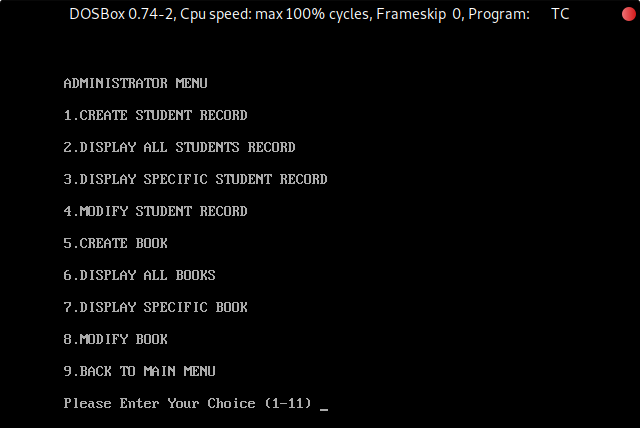 DOSBox 0.74-2, Cpu speed: max 100% cycles, Frameskip 0, Program: TC
ADMINISTRATOR MENU
1.CREATE STUDENT RECORD
2.DISPLAY ALL STUDENTS RECORD
3.DISPLAY SPECIFIC STUDENT RECORD
4.MODIFY STUDENT RECORD
5.CREATE BOOK
6.DISPLAY ALL BOOKS
7.DISPLAY SPECIFIC BOOK
8.MODIFY BOOK
9.BACK TO MAIN MENU
Please Enter Your Choice (1-11) _